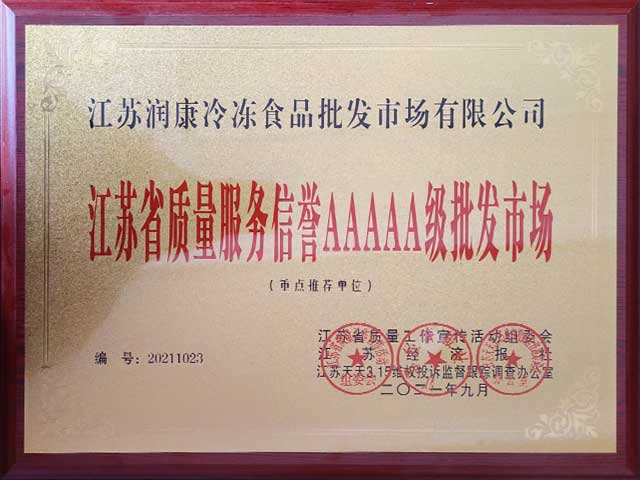 江苏润康冷冻食品批发市场有限公司
江苏省质量服务信誉AAAAA级批发市场
(重点推荐单位)
江苏省质量工作宣传活动组委会
江苏经济报社
编 号:20211023
江苏天天3.15维权投诉监督跟踪调查办公室
二〇二一年九月
组委会